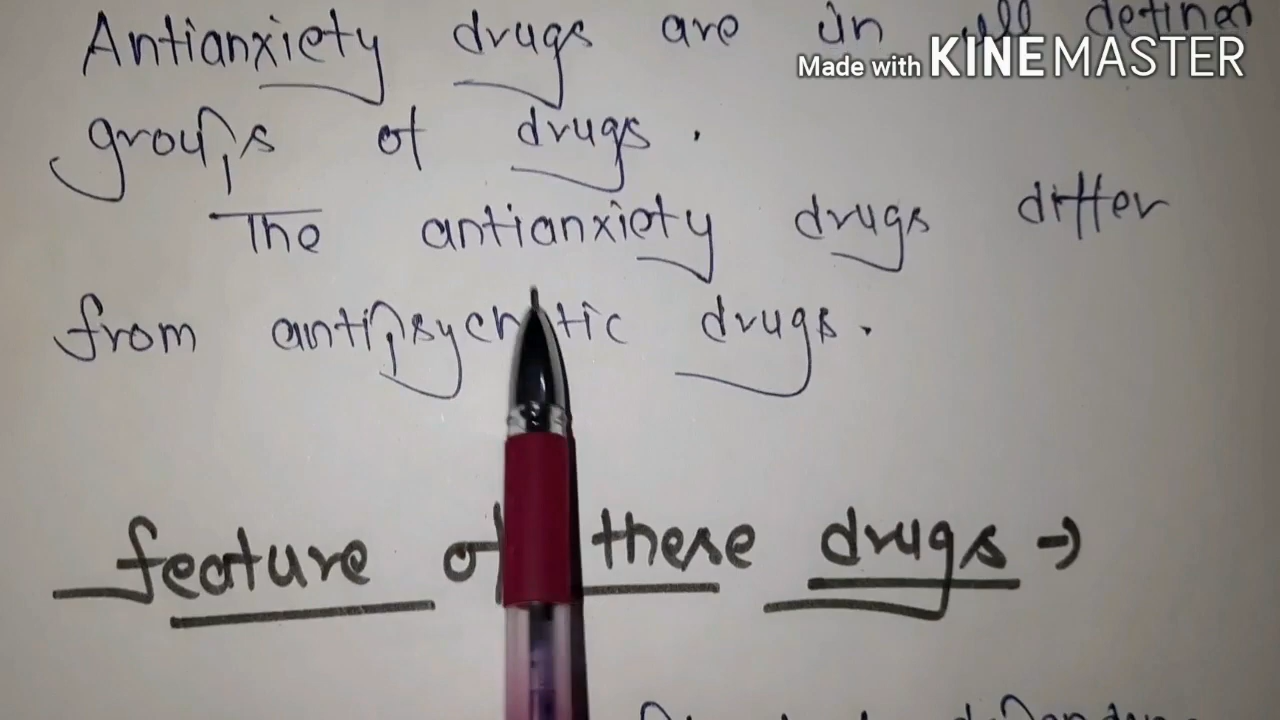 Antianxiety drugs are in ill defined
Made with KINEMASTER
groups of drugs.
The antianxiety drugs differ
from antipsychotic drugs.
feature of these drugs →